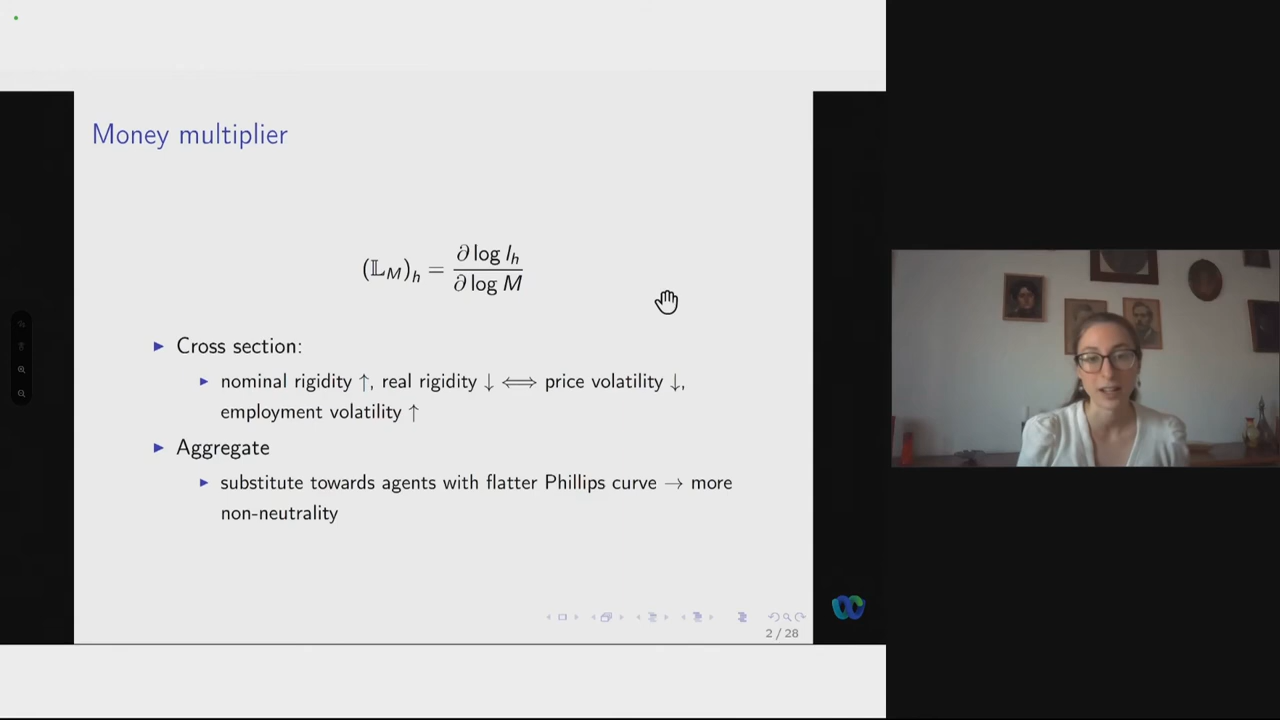 Money multiplier
(𝕃_M)_h = ∂ log l_h / ∂ log M
▶ Cross section:
▶ nominal rigidity ↑, real rigidity ↓ ⟺ price volatility ↓,
employment volatility ↑
▶ Aggregate
▶ substitute towards agents with flatter Phillips curve → more
non-neutrality
2 / 28